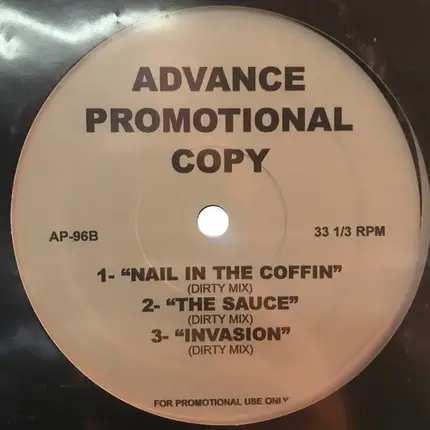 ADVANCE
PROMOTIONAL
COPY
AP-96B
33 1/3 RPM
1- “NAIL IN THE COFFIN”
(DIRTY MIX)
2- “THE SAUCE”
(DIRTY MIX)
3- “INVASION”
(DIRTY MIX)
FOR PROMOTIONAL USE ONLY